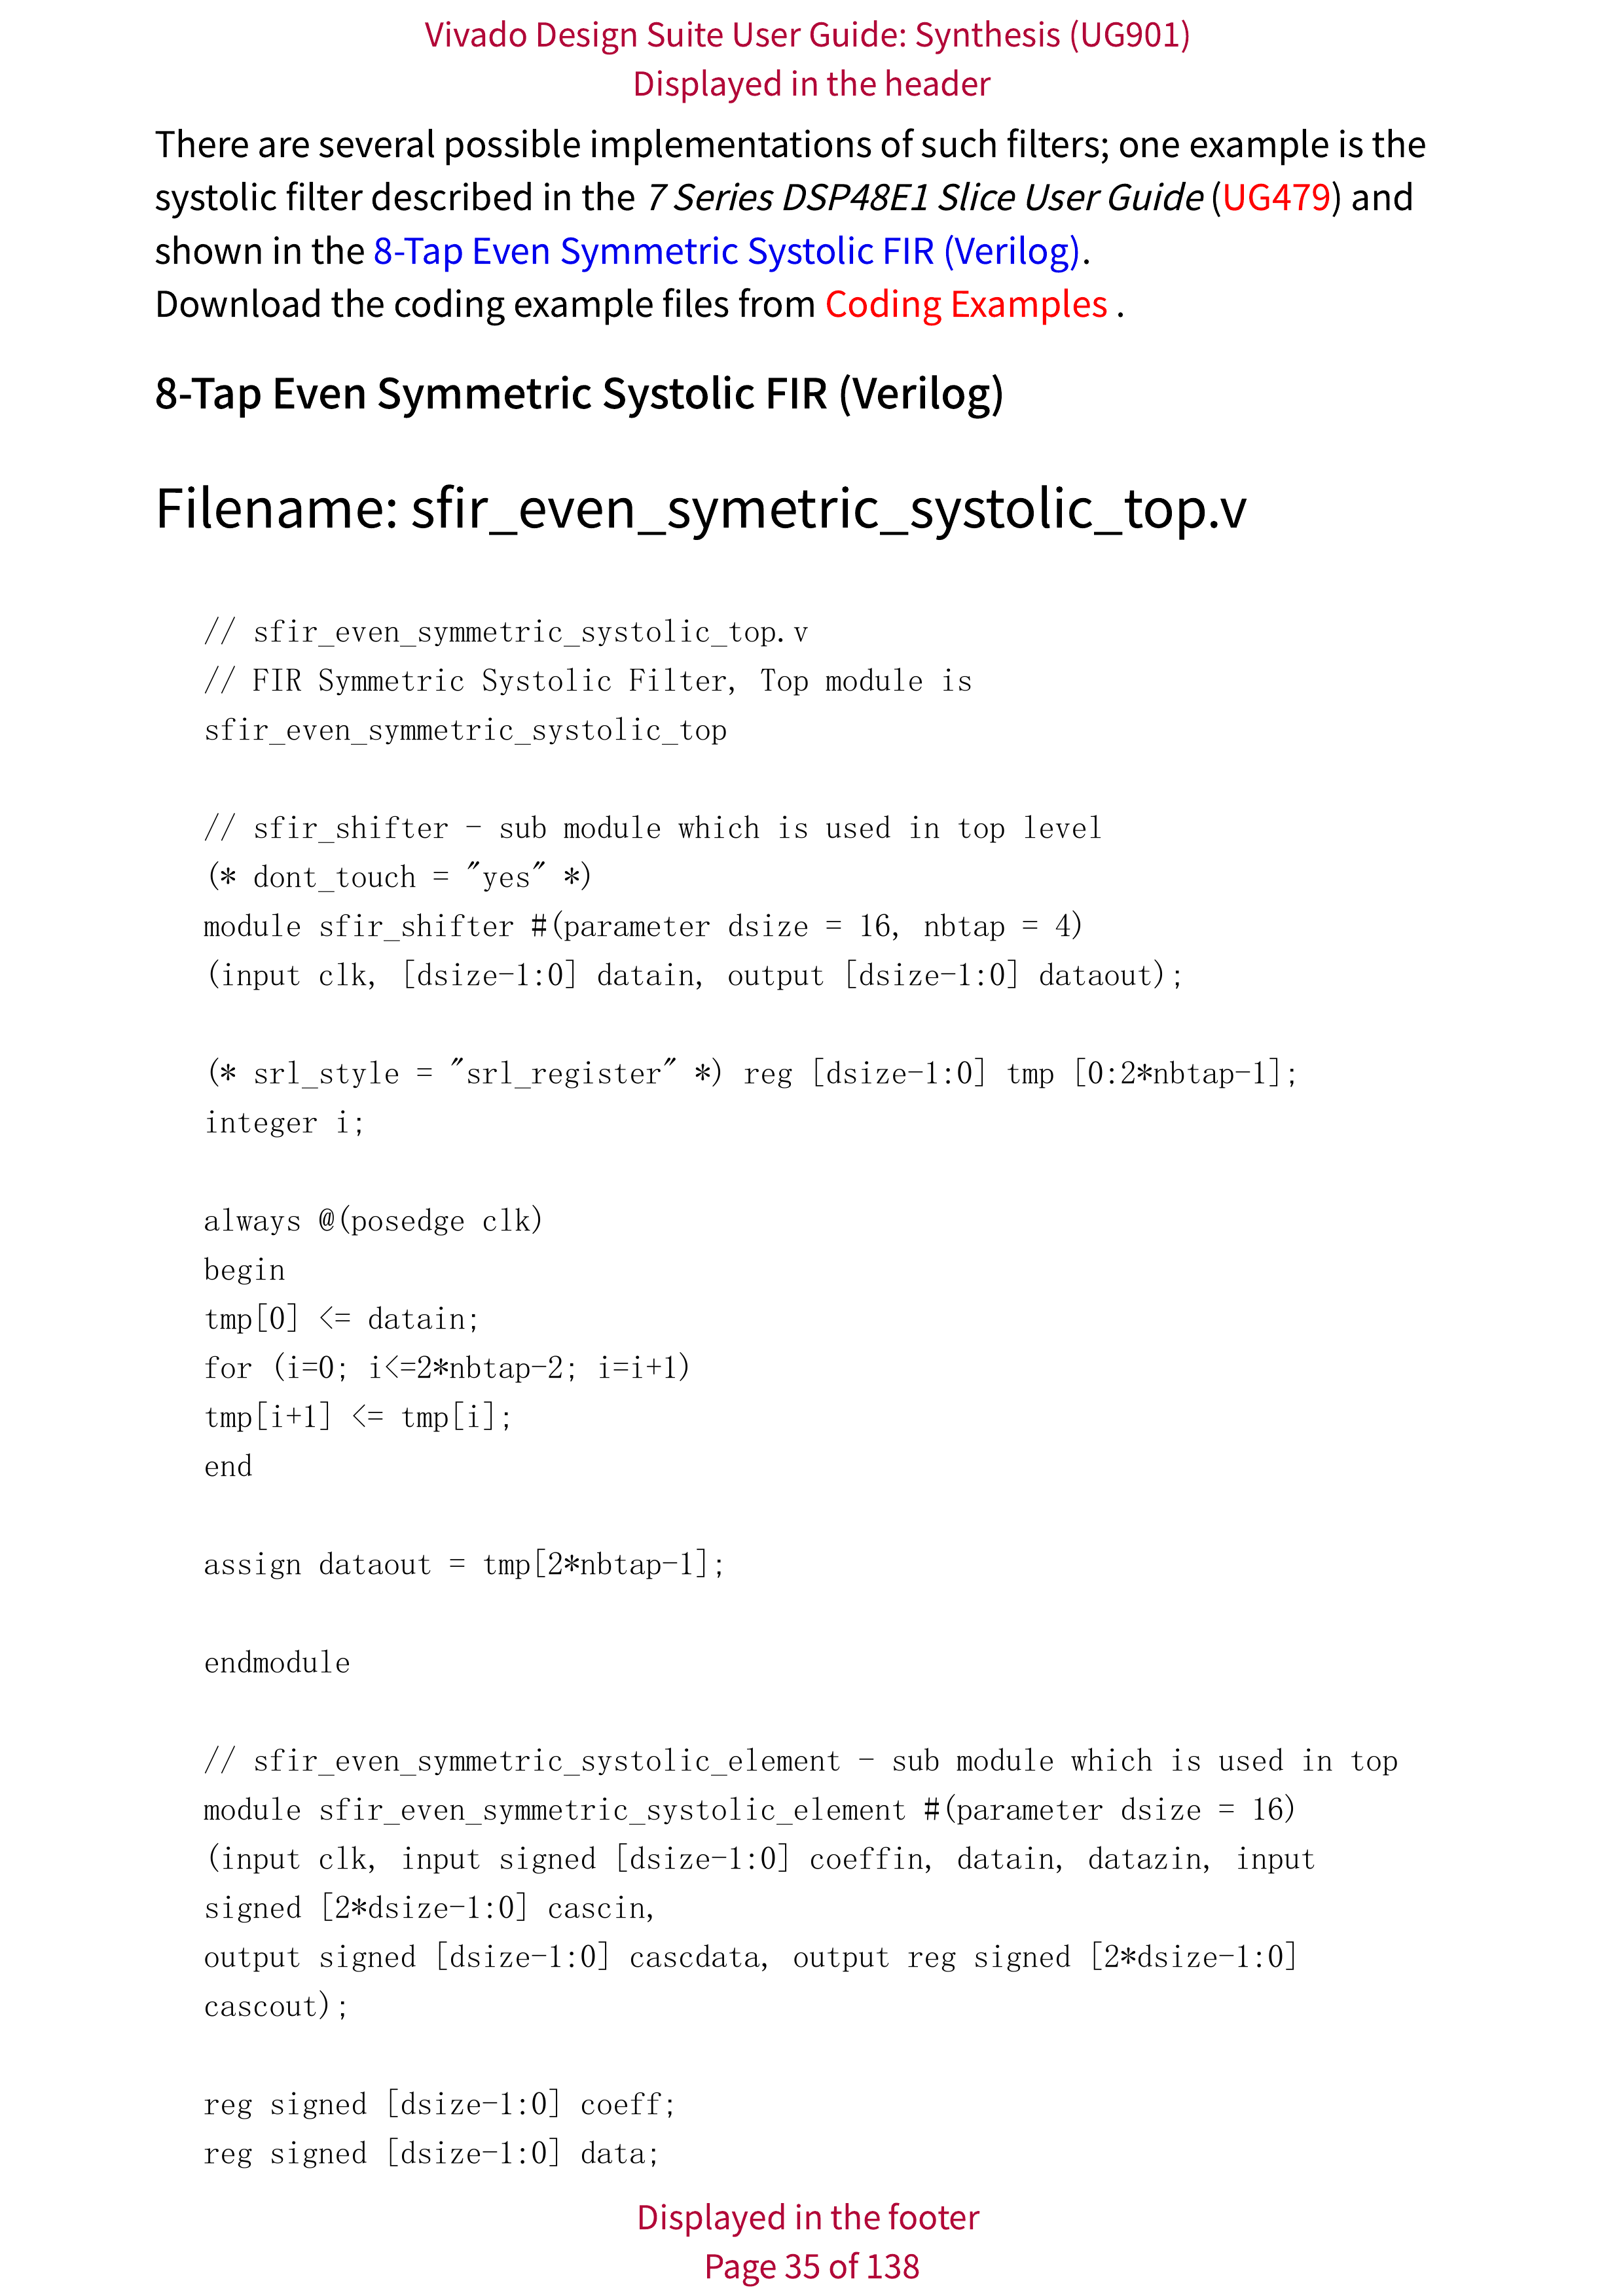 Vivado Design Suite User Guide: Synthesis (UG901)
Displayed in the header
There are several possible implementations of such filters; one example is the
systolic filter described in the 7 Series DSP48E1 Slice User Guide (UG479) and
shown in the 8-Tap Even Symmetric Systolic FIR (Verilog).
Download the coding example files from Coding Examples .
8-Tap Even Symmetric Systolic FIR (Verilog)
Filename: sfir_even_symetric_systolic_top.v
// sfir_even_symmetric_systolic_top.v
// FIR Symmetric Systolic Filter, Top module is
sfir_even_symmetric_systolic_top
// sfir_shifter - sub module which is used in top level
(* dont_touch = "yes" *)
module sfir_shifter #(parameter dsize = 16, nbtap = 4)
(input clk, [dsize-1:0] datain, output [dsize-1:0] dataout);
(* srl_style = "srl_register" *) reg [dsize-1:0] tmp [0:2*nbtap-1];
integer i;
always @(posedge clk)
begin
tmp[0] <= datain;
for (i=0; i<=2*nbtap-2; i=i+1)
tmp[i+1] <= tmp[i];
end
assign dataout = tmp[2*nbtap-1];
endmodule
// sfir_even_symmetric_systolic_element - sub module which is used in top
module sfir_even_symmetric_systolic_element #(parameter dsize = 16)
(input clk, input signed [dsize-1:0] coeffin, datain, datazin, input
signed [2*dsize-1:0] cascin,
output signed [dsize-1:0] cascdata, output reg signed [2*dsize-1:0]
cascout);
reg signed [dsize-1:0] coeff;
reg signed [dsize-1:0] data;
Displayed in the footer
Page 35 of 138